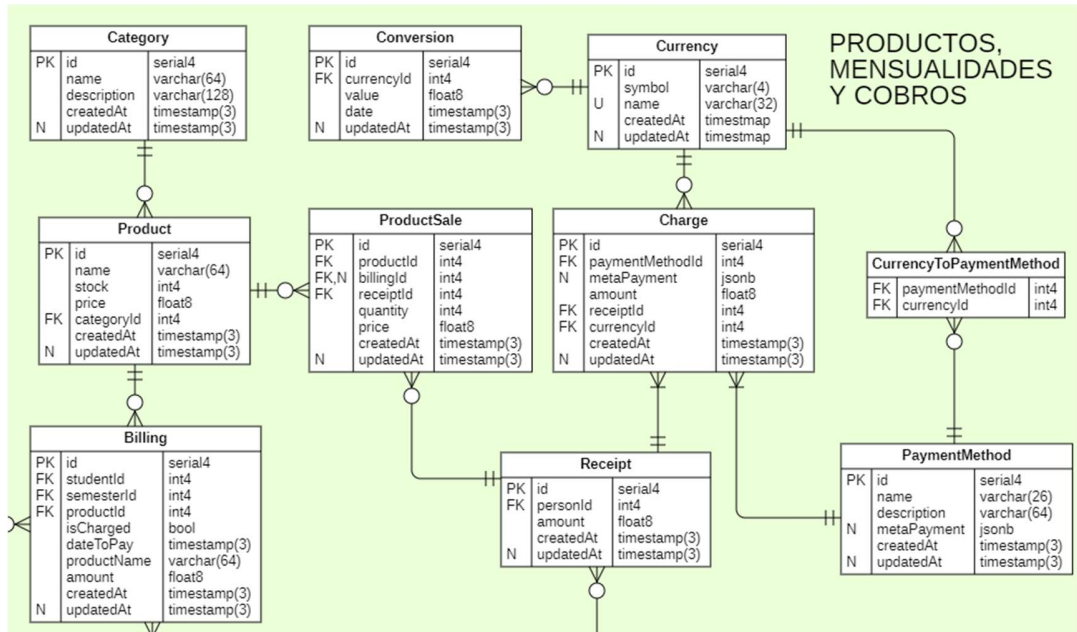 PRODUCTOS,
MENSUALIDADES
Y COBROS
Category
PK id serial4
name varchar(64)
description varchar(128)
createdAt timestamp(3)
N updatedAt timestamp(3)
Conversion
PK id serial4
FK currencyId int4
value float8
date timestamp(3)
N updatedAt timestamp(3)
Currency
PK id serial4
symbol varchar(4)
U name varchar(32)
createdAt timestmap
N updatedAt timestmap
Product
PK id serial4
name varchar(64)
stock int4
price float8
FK categoryId int4
createdAt timestamp(3)
N updatedAt timestamp(3)
ProductSale
PK id serial4
FK productId int4
FK,N billingId int4
FK receiptId int4
quantity int4
price float8
createdAt timestamp(3)
N updatedAt timestamp(3)
Charge
PK id serial4
FK paymentMethodId int4
N metaPayment jsonb
amount float8
FK receiptId int4
FK currencyId int4
createdAt timestamp(3)
N updatedAt timestamp(3)
CurrencyToPaymentMethod
FK paymentMethodId int4
FK currencyId int4
Billing
PK id serial4
FK studentId int4
FK semesterId int4
FK productId int4
isCharged bool
dateToPay timestamp(3)
productName varchar(64)
amount float8
createdAt timestamp(3)
N updatedAt timestamp(3)
Receipt
PK id serial4
FK personId int4
amount float8
createdAt timestamp(3)
N updatedAt timestamp(3)
PaymentMethod
PK id serial4
name varchar(26)
description varchar(64)
N metaPayment jsonb
createdAt timestamp(3)
N updatedAt timestamp(3)